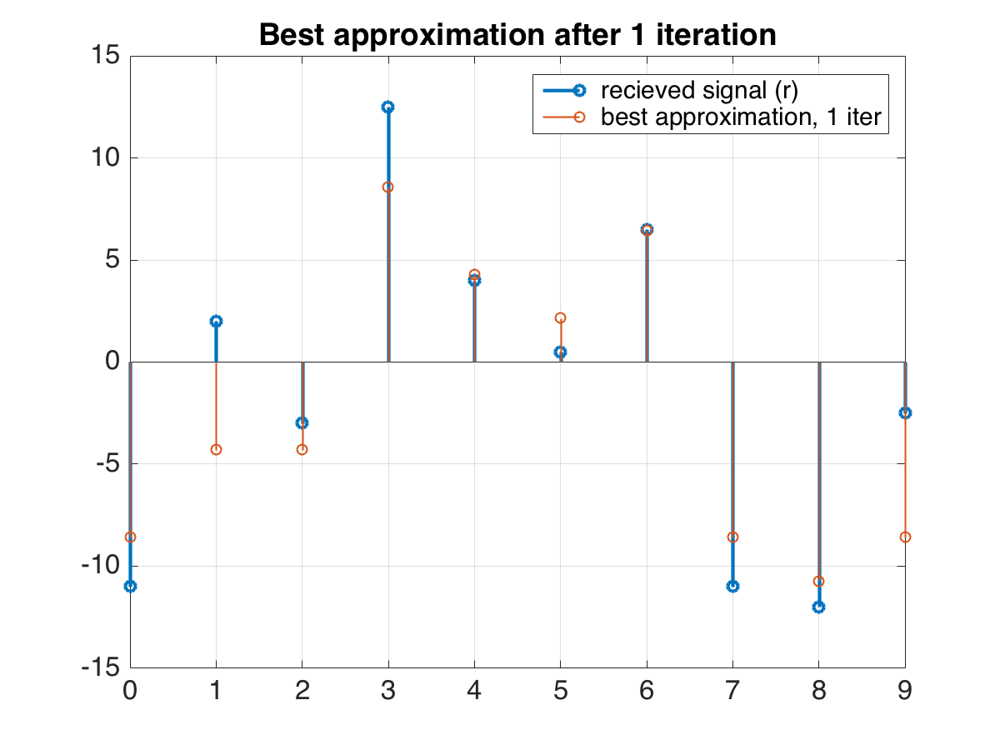 Best approximation after 1 iteration
15
recieved signal (r)
best approximation, 1 iter
10
5
0
-5
-10
-15
0 1 2 3 4 5 6 7 8 9